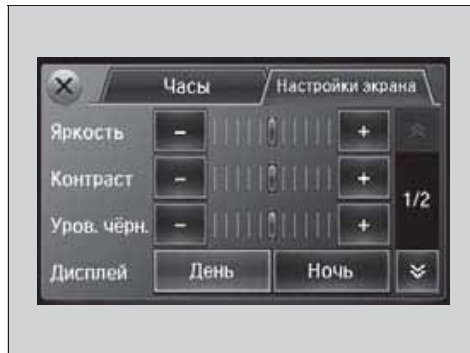 Часы Настройки экрана
Яркость - +
Контраст - +
1/2
Уров. чёрн. - +
Дисплей День Ночь